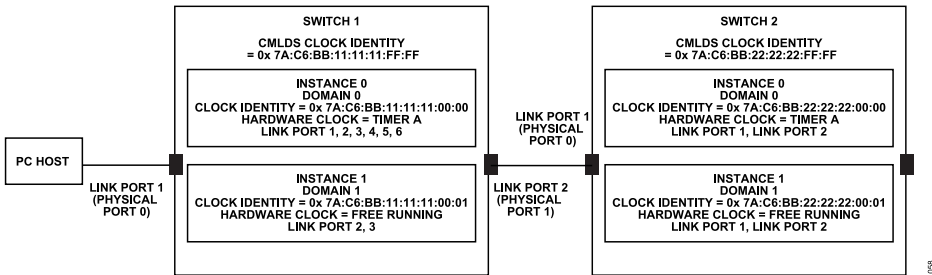 SWITCH 1
CMLDS CLOCK IDENTITY
= 0x 7A:C6:BB:11:11:11:FF:FF
INSTANCE 0
DOMAIN 0
CLOCK IDENTITY = 0x 7A:C6:BB:11:11:11:00:00
HARDWARE CLOCK = TIMER A
LINK PORT 1, 2, 3, 4, 5, 6
INSTANCE 1
DOMAIN 1
CLOCK IDENTITY = 0x 7A:C6:BB:11:11:11:00:01
HARDWARE CLOCK = FREE RUNNING
LINK PORT 2, 3
PC HOST
LINK PORT 1
(PHYSICAL
PORT 0)
LINK PORT 1
(PHYSICAL
PORT 0)
LINK PORT 2
(PHYSICAL
PORT 1)
SWITCH 2
CMLDS CLOCK IDENTITY
= 0x 7A:C6:BB:22:22:22:FF:FF
INSTANCE 0
DOMAIN 0
CLOCK IDENTITY = 0x 7A:C6:BB:22:22:22:00:00
HARDWARE CLOCK = TIMER A
LINK PORT 1, LINK PORT 2
INSTANCE 1
DOMAIN 1
CLOCK IDENTITY = 0x 7A:C6:BB:22:22:22:00:01
HARDWARE CLOCK = FREE RUNNING
LINK PORT 1, LINK PORT 2
058